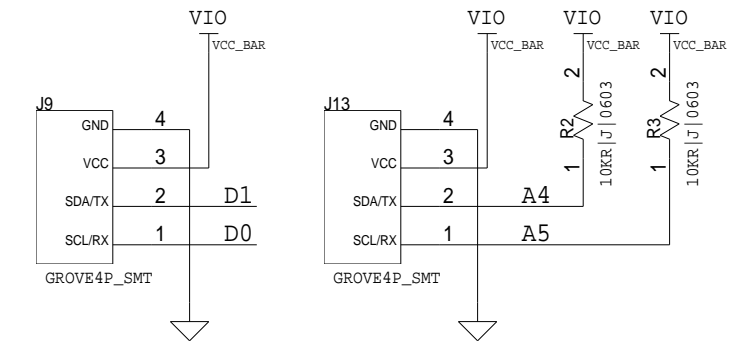 VIO
VCC_BAR
J9
GND 4
VCC 3
SDA/TX 2 D1
SCL/RX 1 D0
GROVE4P_SMT
VIO VIO VIO
VCC_BAR VCC_BAR VCC_BAR
J13
GND 4
VCC 3
SDA/TX 2 A4
SCL/RX 1 A5
GROVE4P_SMT
2
R2
1
10KR|J|0603
2
R3
1
10KR|J|0603